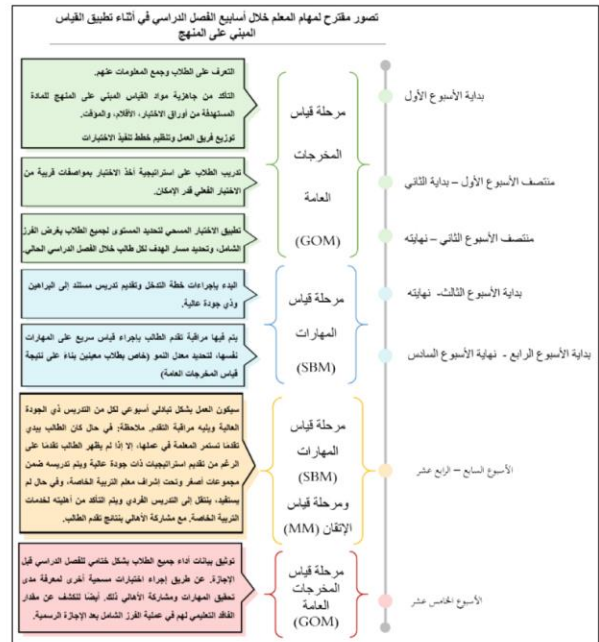 تصور مقترح لمهام المعلم خلال أسابيع الفصل الدراسي في أثناء تطبيق القياس
المبني على المنهج
بداية الأسبوع الأول
مرحلة قياس
المخرجات
العامة
(GOM)
التعرف على الطلاب وجمع المعلومات عنهم.
التأكد من جاهزية مواد القياس المبني على المنهج للمادة
المستهدفة من أوراق الاختبار، الأقلام، والمؤقت.
توزيع فريق العمل وتنظيم خطط لتنفيذ الاختبارات
منتصف الأسبوع الأول – بداية الثاني
تدريب الطلاب على استراتيجية أخذ الاختبار بمواصفات قريبة من
الاختبار الفعلي قدر الإمكان.
منتصف الأسبوع الثاني – نهايته
تطبيق الاختبار المسحي لتحديد المستوى لجميع الطلاب بغرض الفرز
الشامل، وتحديد مسار الهدف لكل طالب خلال الفصل الدراسي الحالي.
بداية الأسبوع الثالث- نهايته
مرحلة قياس
المهارات
(SBM)
البدء بإجراءات خطة التدخل وتقديم تدريس مستند إلى البراهين
وذي جودة عالية.
بداية الأسبوع الرابع - نهاية الأسبوع السادس
يتم فيها مراقبة تقدم الطالب بإجراء قياس سريع على المهارات
نفسها، لتحديد معدل النمو (خاص بطلاب معينين بناءً على نتيجة
قياس المخرجات العامة)
الأسبوع السابع – الرابع عشر
مرحلة قياس
المهارات
(SBM)
ومرحلة قياس
الإتقان (MM)
سيكون العمل بشكل تبادلي أسبوعي لكل من التدريس ذي الجودة
العالية ويليه مراقبة التقدم. ملاحظة: في حال كان الطالب يبدي
تقدمًا تستمر المعلمة في عملها، إلا إذا لم يظهر الطالب تقدمًا على
الرغم من تقديم استراتيجيات ذات جودة عالية ويتم تدريسه ضمن
مجموعات أصغر وتحت إشراف معلم التربية الخاصة، وفي حال لم
يستفيد، ينتقل إلى التدريس الفردي ويتم التأكد من أهليته لخدمات
التربية الخاصة. مع مشاركة الأهالي بنتائج تقدم الطالب.
الأسبوع الخامس عشر
مرحلة قياس
المخرجات
العامة
(GOM)
توثيق بيانات أداء جميع الطلاب بشكل ختامي للفصل الدراسي قبل
الإجازة. عن طريق إجراء اختبارات مسحية أخرى لمعرفة مدى
تحقيق المهارات ومشاركة الأهالي ذلك. أيضًا لتكشف عن مقدار
الفاقد التعليمي لهم في عملية الفرز الشامل بعد الإجازة الرسمية.